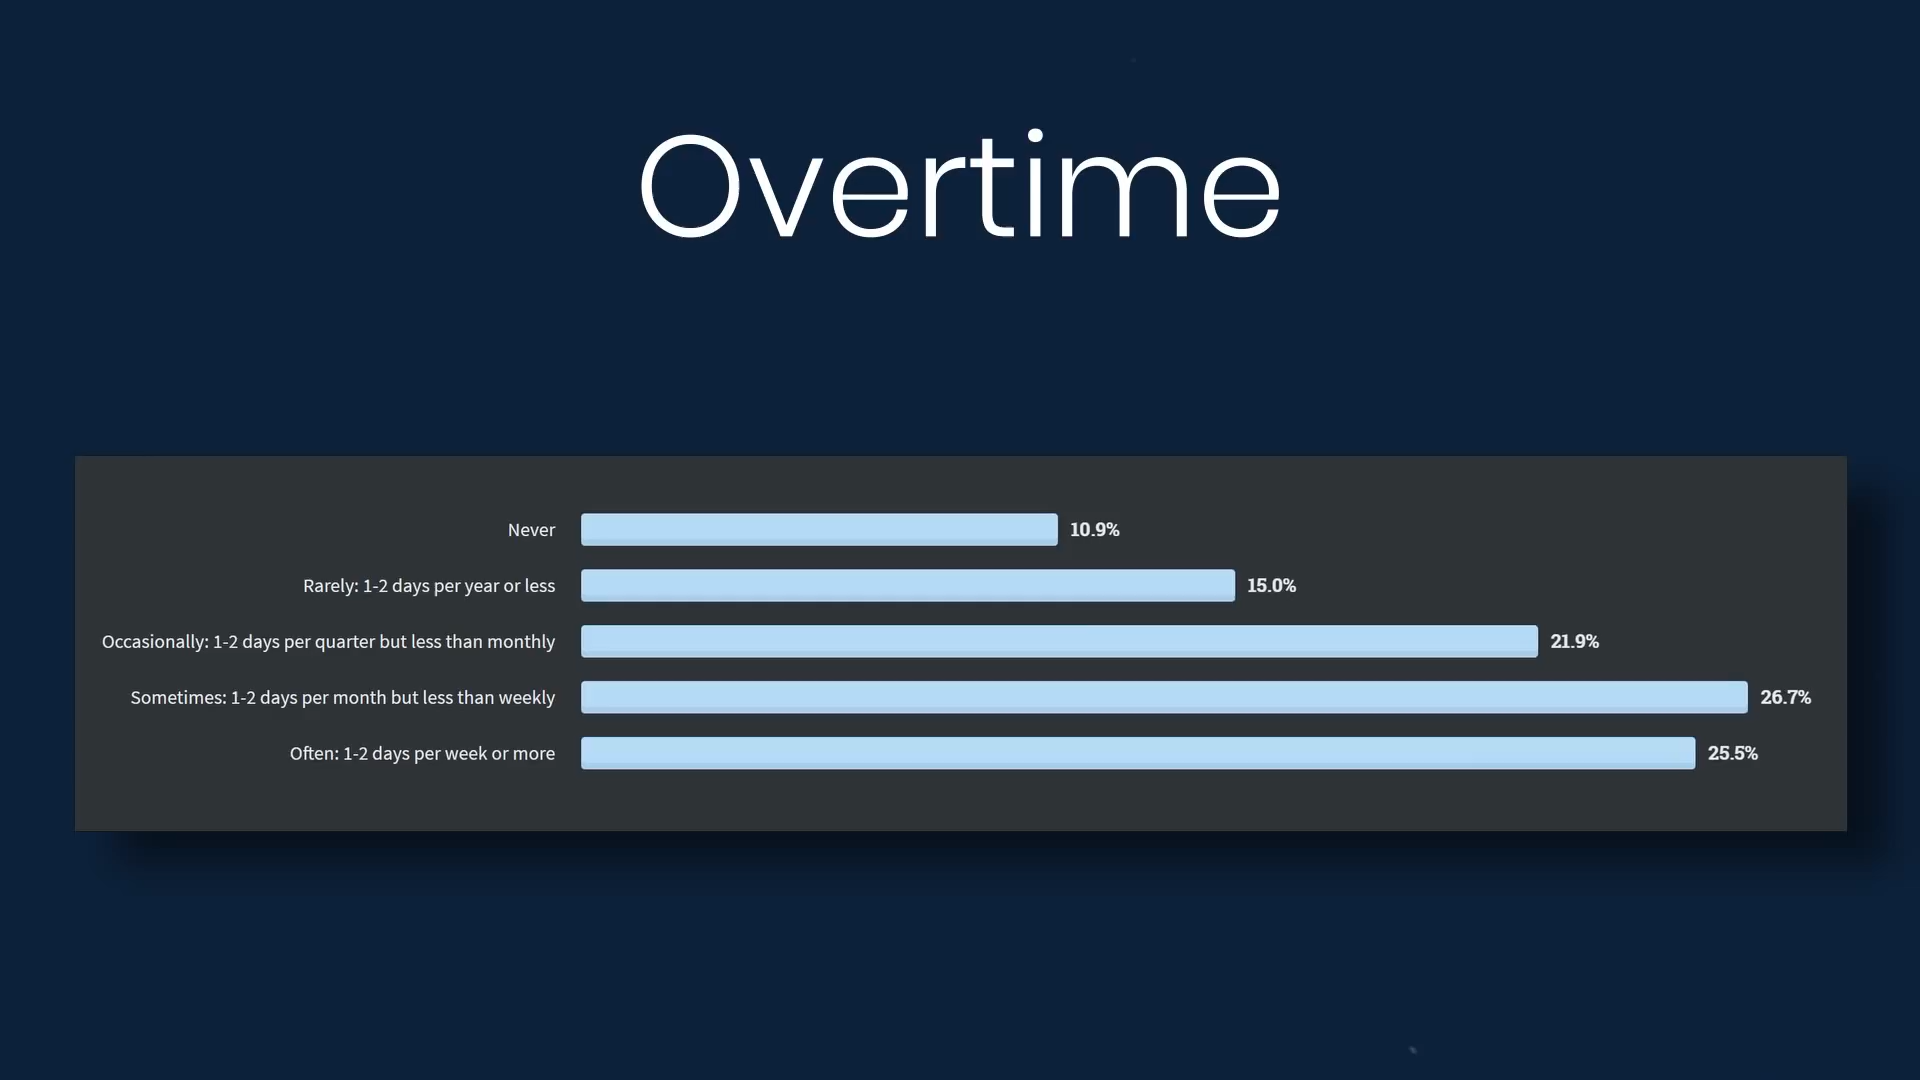 Overtime
Never 10.9%
Rarely: 1-2 days per year or less 15.0%
Occasionally: 1-2 days per quarter but less than monthly 21.9%
Sometimes: 1-2 days per month but less than weekly 26.7%
Often: 1-2 days per week or more 25.5%